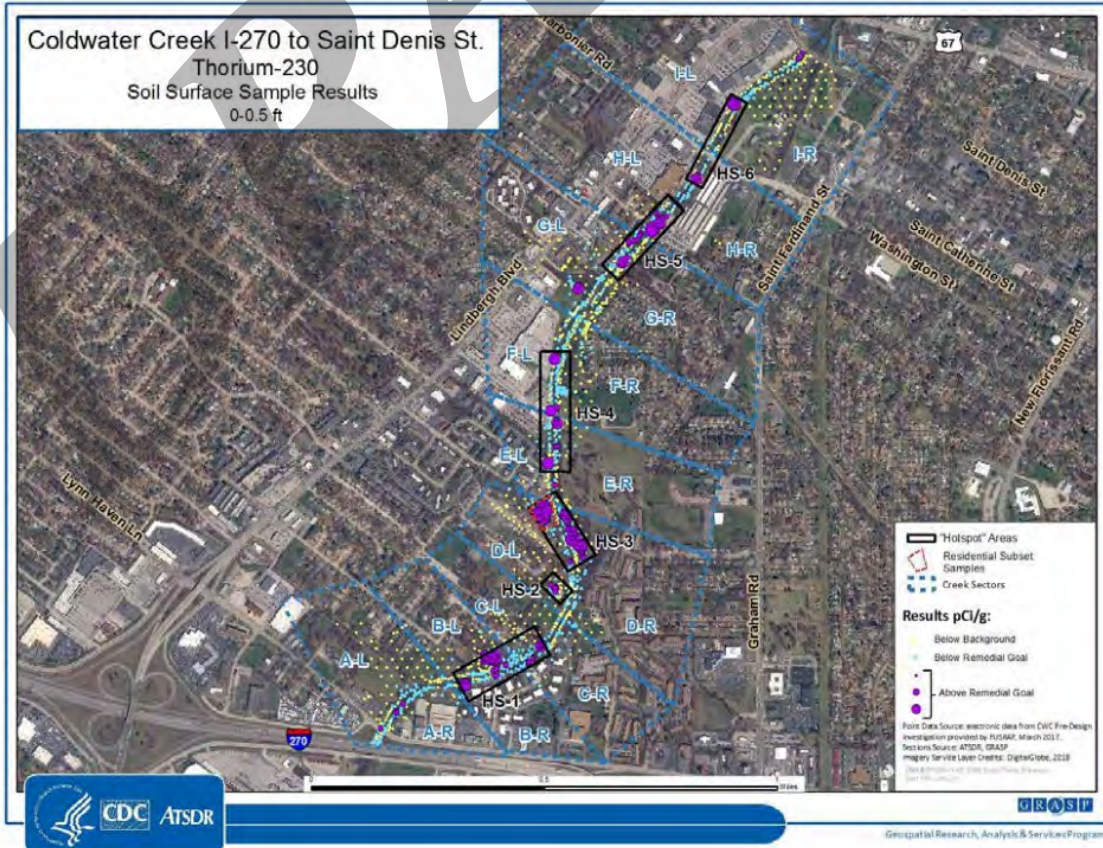 Coldwater Creek I-270 to Saint Denis St.
Thorium-230
Soil Surface Sample Results
0-0.5 ft
67
I-L
I-R
H-L
HS-6
Saint Denis St
Saint Ferdinand St
G-L
H-R
Washington St
HS-5
Lindbergh Blvd
G-R
New Florissant Rd
F-L
F-R
HS-4
E-L
E-R
Lynn Haven Ln
HS-3
D-L
HS-2
C-L
Graham Rd
B-L
D-R
A-L
HS-1
C-R
A-R
B-R
270
"Hotspot" Areas
Residential Subset
Samples
Creek Sectors
Results pCi/g:
Below Background
Below Remedial Goal
Above Remedial Goal
Point Data Source: electronic data from CWC Pre-Design
Investigation provided by FUSRAP, March 2017.
Sections Source: ATSDR, GRASP
Imagery Service Layer Credits: DigitalGlobe, 2018
0
0.5
1
Miles
CDC ATSDR
GRASP
Geospatial Research, Analysis & Services Program